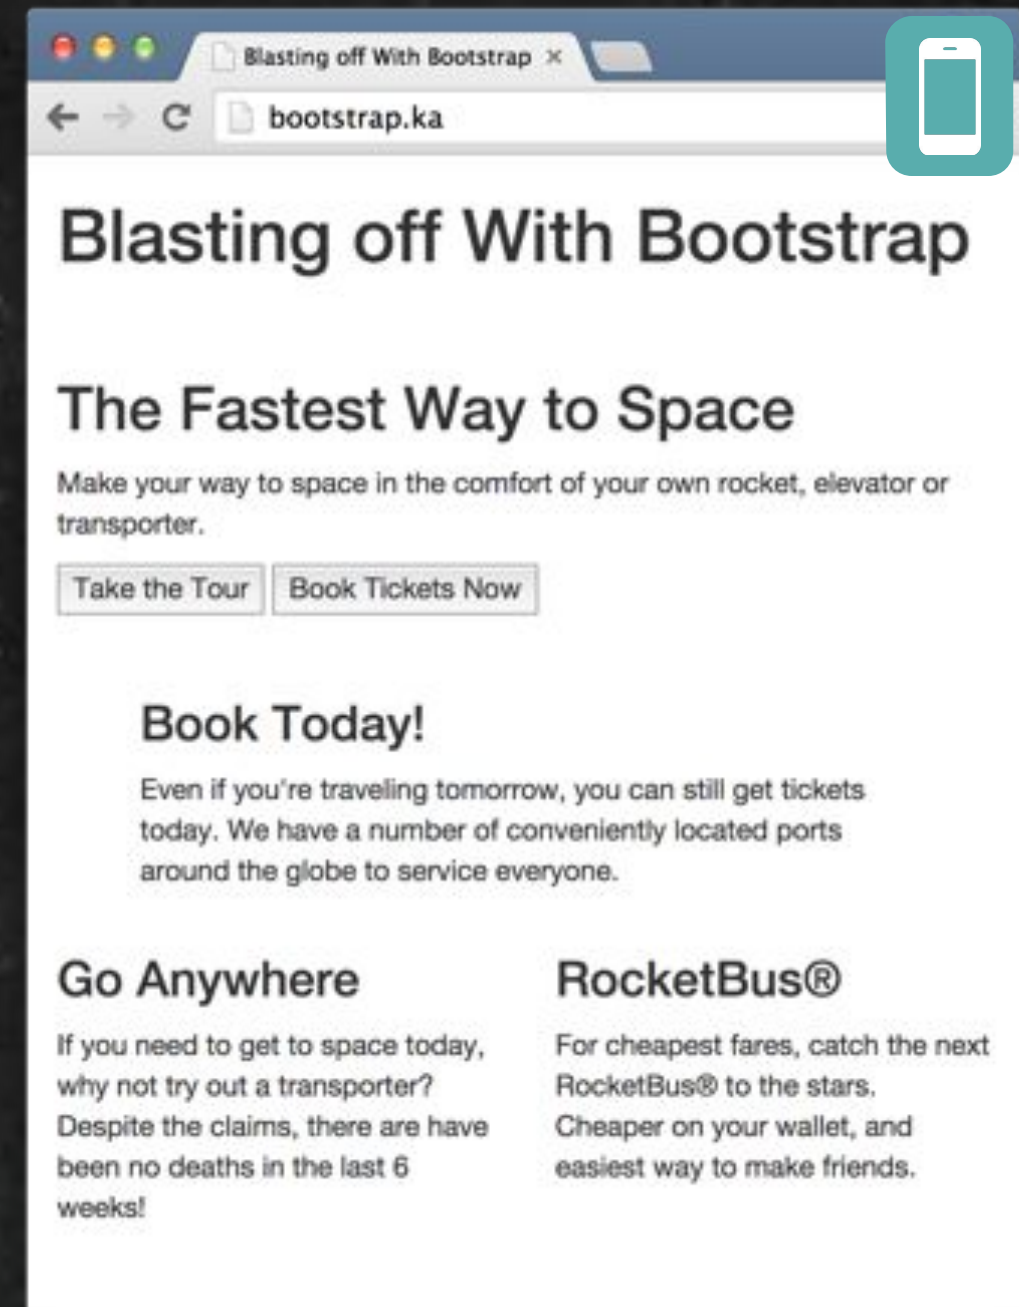 Blasting off With Bootstrap
bootstrap.ka
Blasting off With Bootstrap
The Fastest Way to Space
Make your way to space in the comfort of your own rocket, elevator or
transporter.
Take the Tour
Book Tickets Now
Book Today!
Even if you're traveling tomorrow, you can still get tickets
today. We have a number of conveniently located ports
around the globe to service everyone.
Go Anywhere
If you need to get to space today,
why not try out a transporter?
Despite the claims, there are have
been no deaths in the last 6
weeks!
RocketBus®
For cheapest fares, catch the next
RocketBus® to the stars.
Cheaper on your wallet, and
easiest way to make friends.